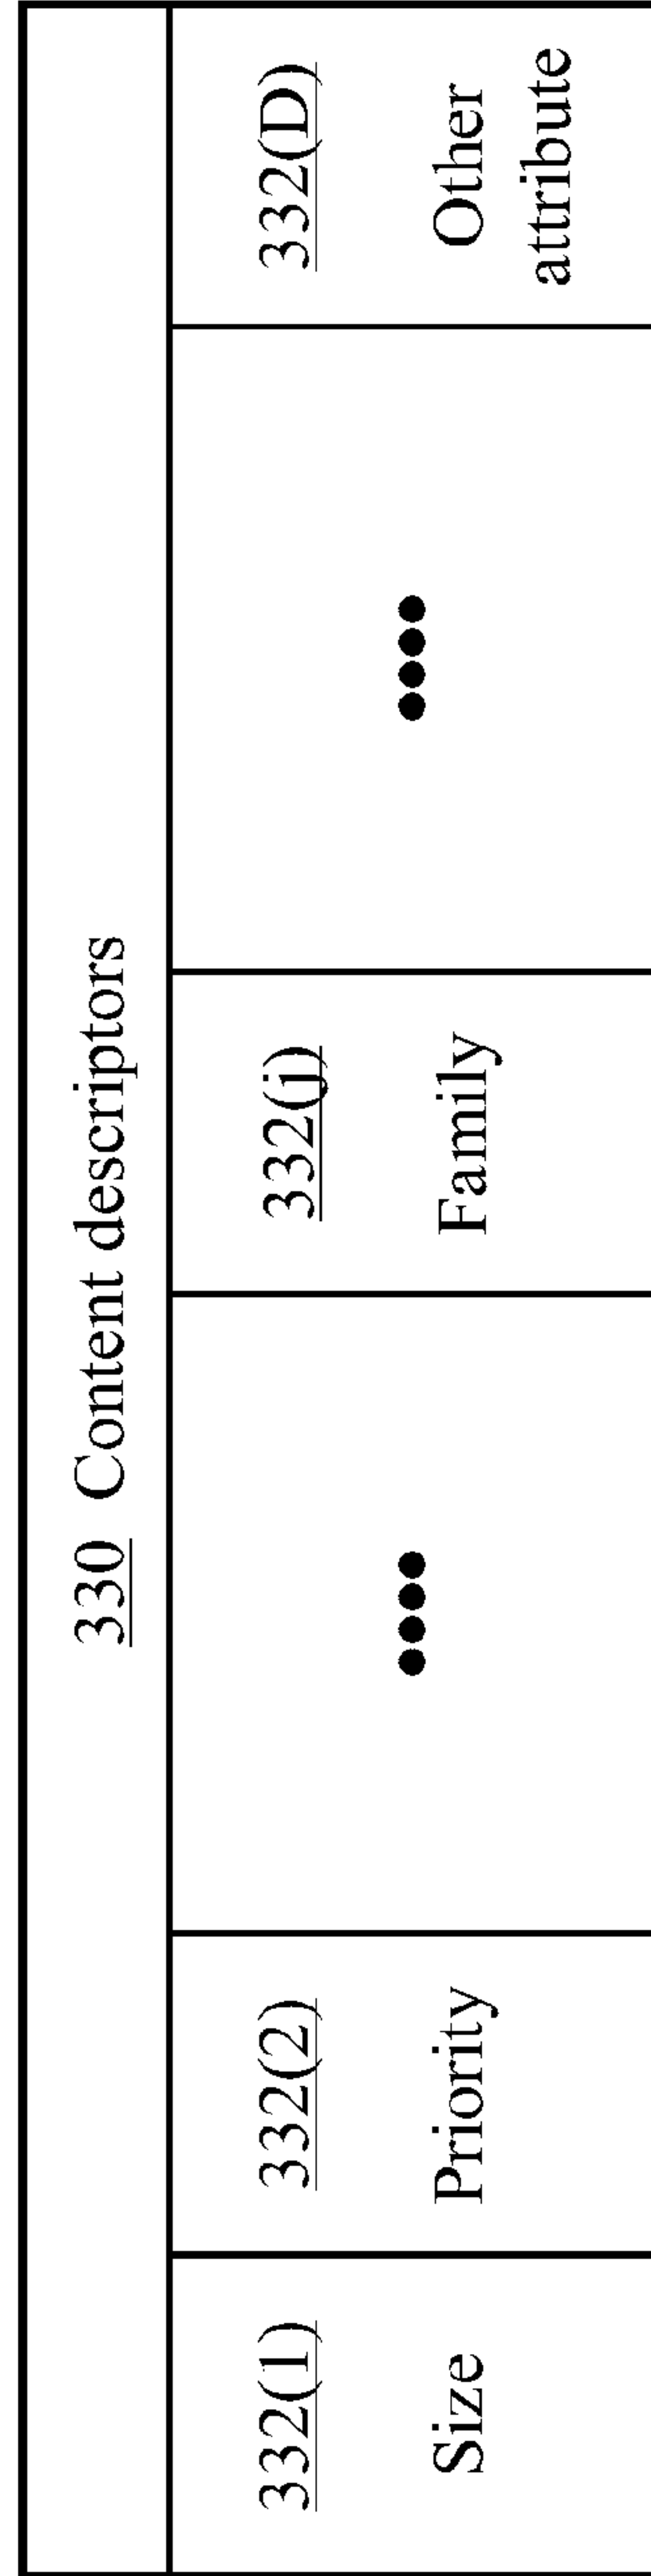 330 Content descriptors
332(1)
Size
332(2)
Priority
••••
332(j)
Family
••••
332(D)
Other
attribute